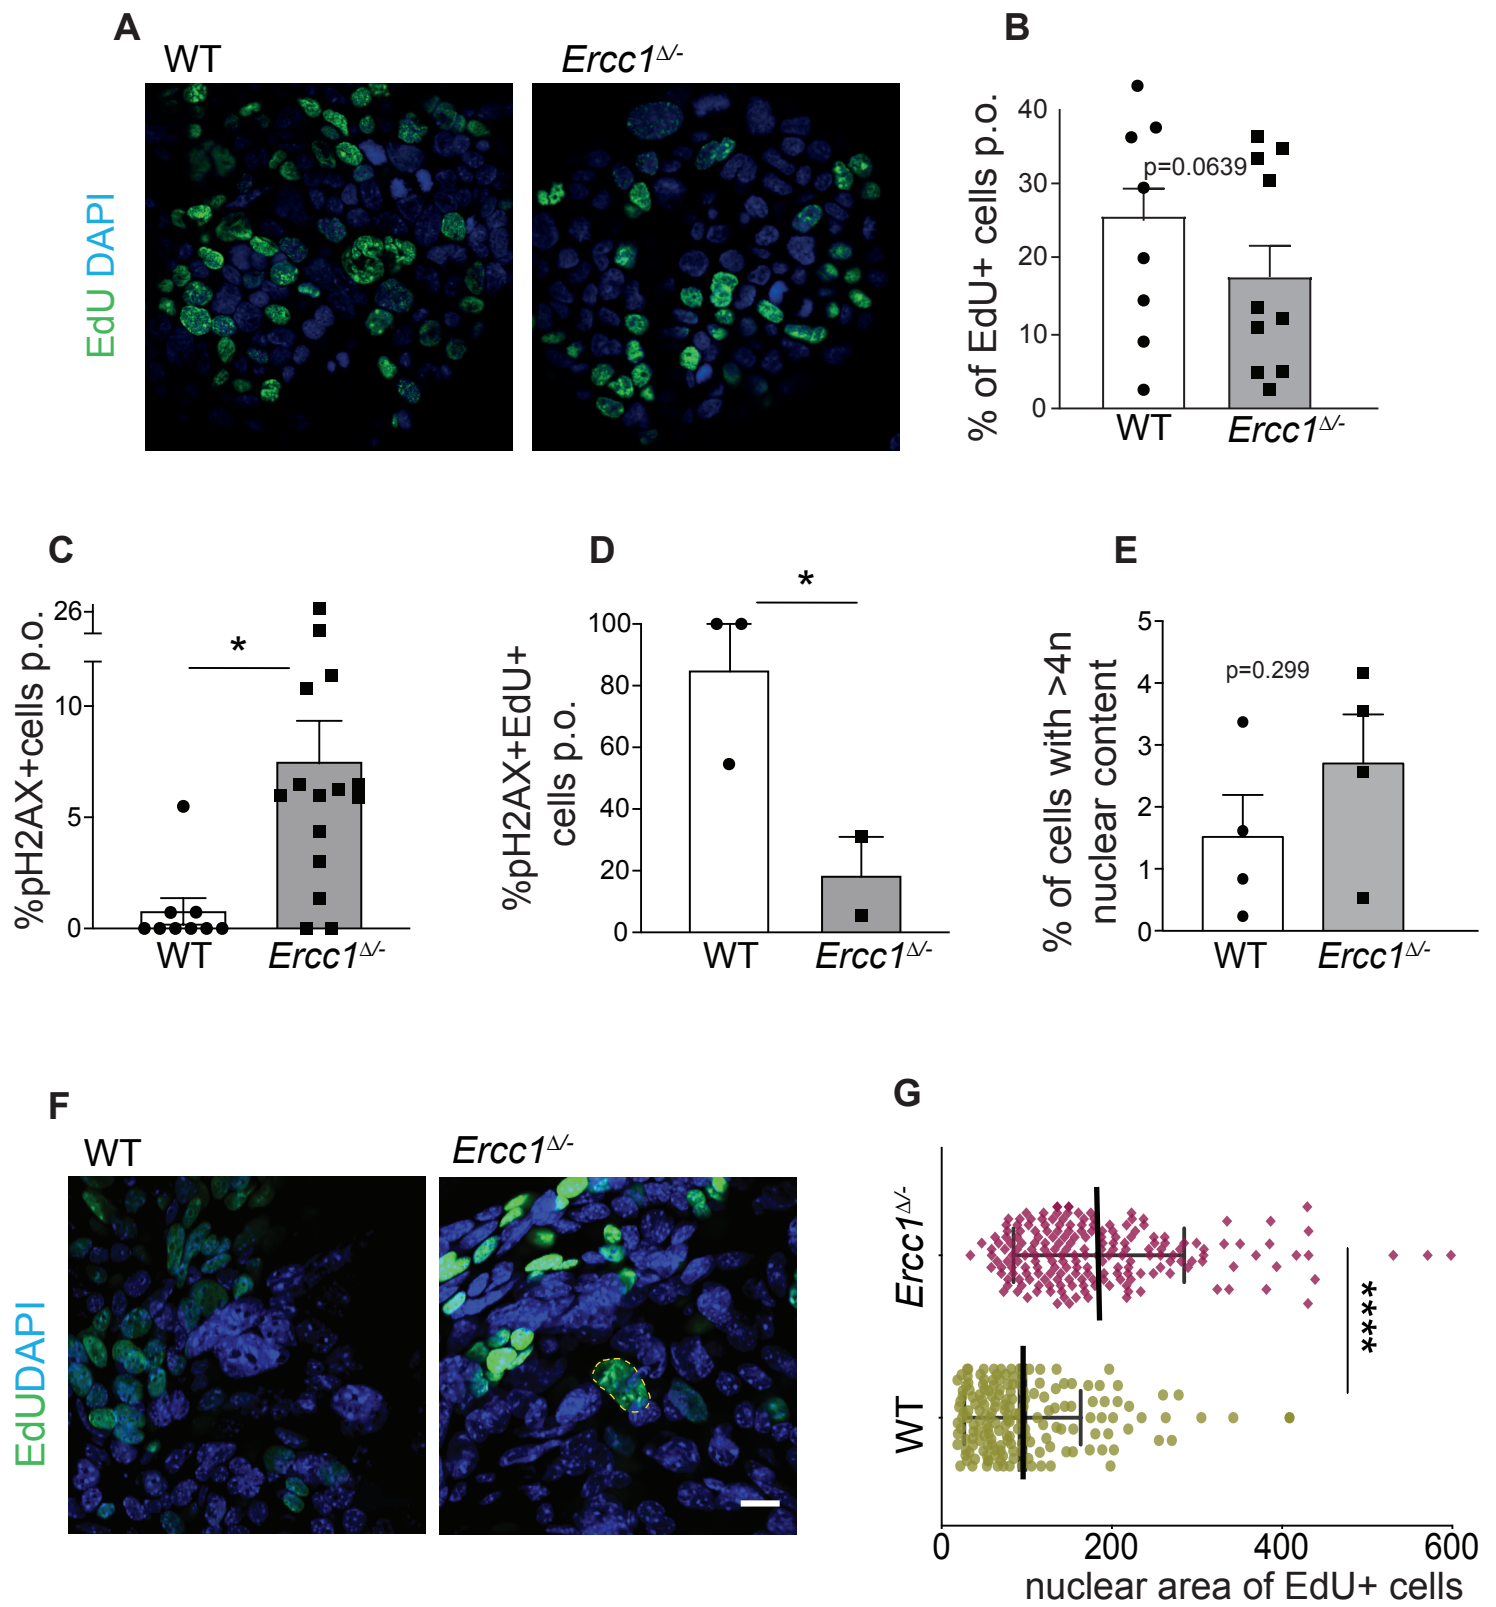 A
WT
Ercc1Δ/-
EdU DAPI
B
% of EdU+ cells p.o.
40
30
20
10
0
p=0.0639
WT
Ercc1Δ/-
C
%pH2AX+cells p.o.
26
10
5
0
*
WT
Ercc1Δ/-
D
%pH2AX+EdU+
cells p.o.
100
80
60
40
20
0
*
WT
Ercc1Δ/-
E
% of cells with >4n
nuclear content
5
4
3
2
1
0
p=0.299
WT
Ercc1Δ/-
F
WT
Ercc1Δ/-
EdUDAPI
G
Ercc1Δ/-
WT
****
0
200
400
600
nuclear area of EdU+ cells